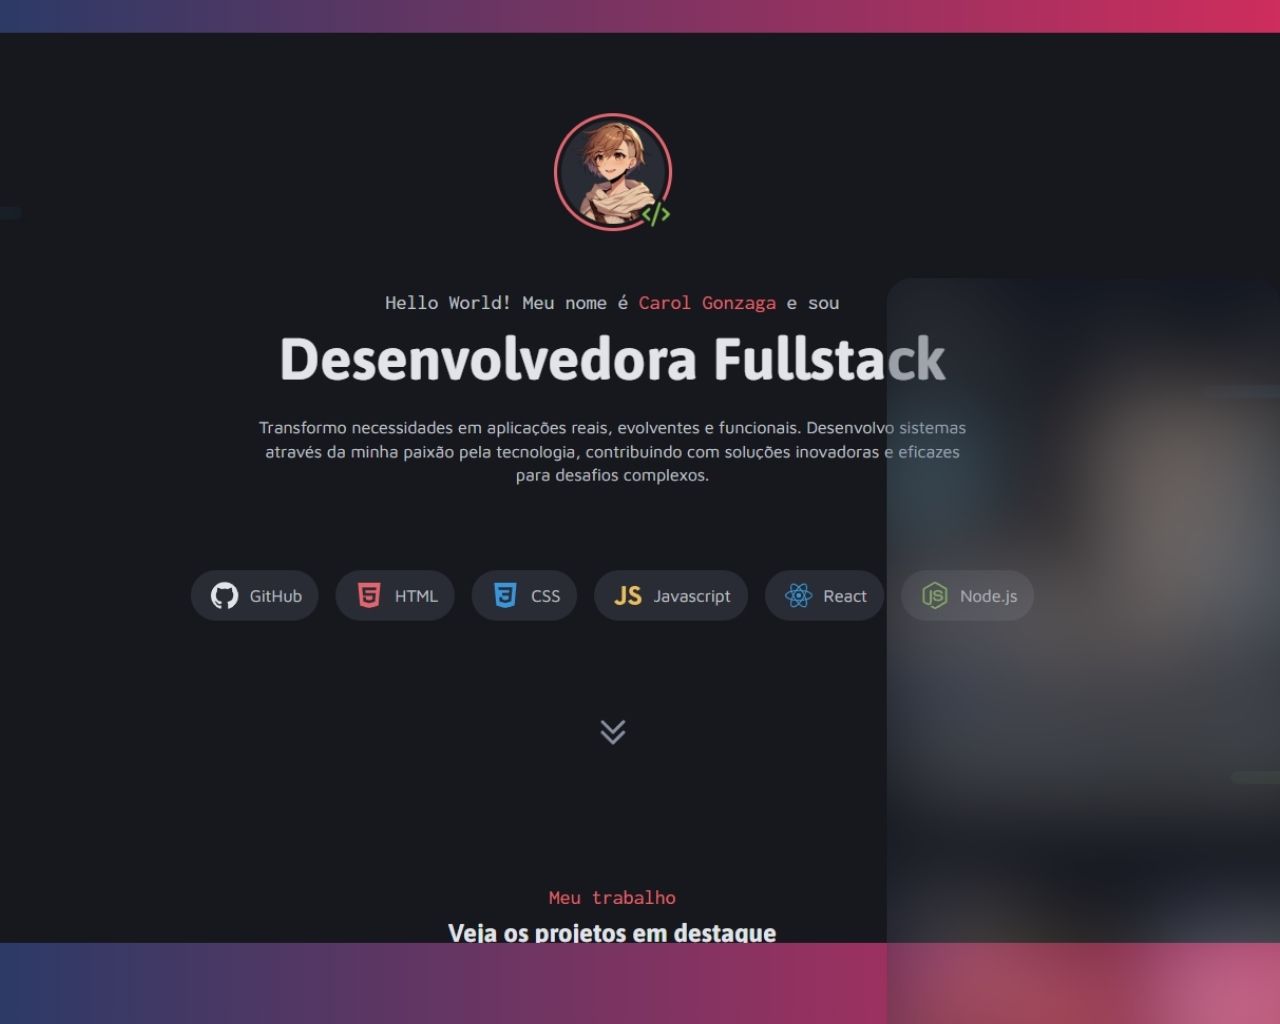 Hello World! Meu nome é Carol Gonzaga e sou
Desenvolvedora Fullstack
Transformo necessidades em aplicações reais, evolventes e funcionais. Desenvolvo sistemas
através da minha paixão pela tecnologia, contribuindo com soluções inovadoras e eficazes
para desafios complexos.
GitHub HTML CSS JS Javascript React JS Node.js
Meu trabalho
Veja os projetos em destaque